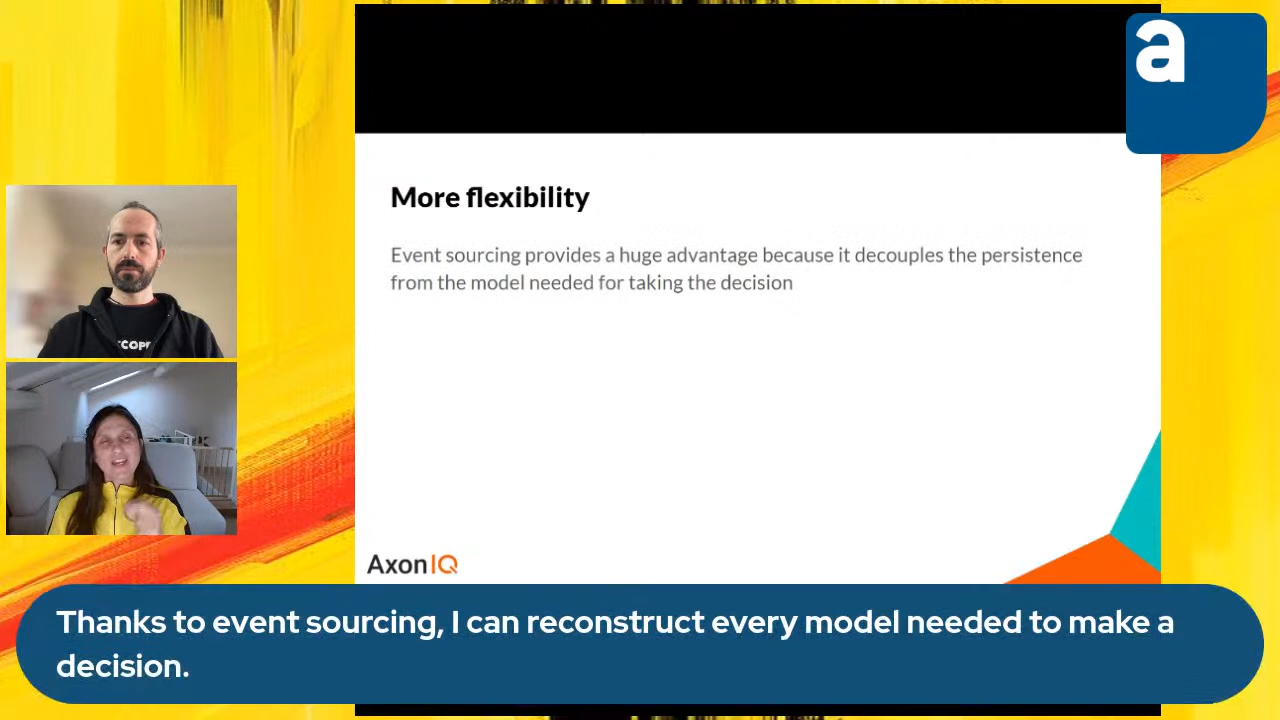 a
More flexibility
Event sourcing provides a huge advantage because it decouples the persistence
from the model needed for taking the decision
COPE
AxonIQ
Thanks to event sourcing, I can reconstruct every model needed to make a
decision.